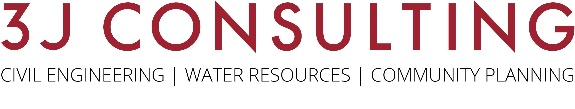 3J CONSULTING
CIVIL ENGINEERING | WATER RESOURCES | COMMUNITY PLANNING